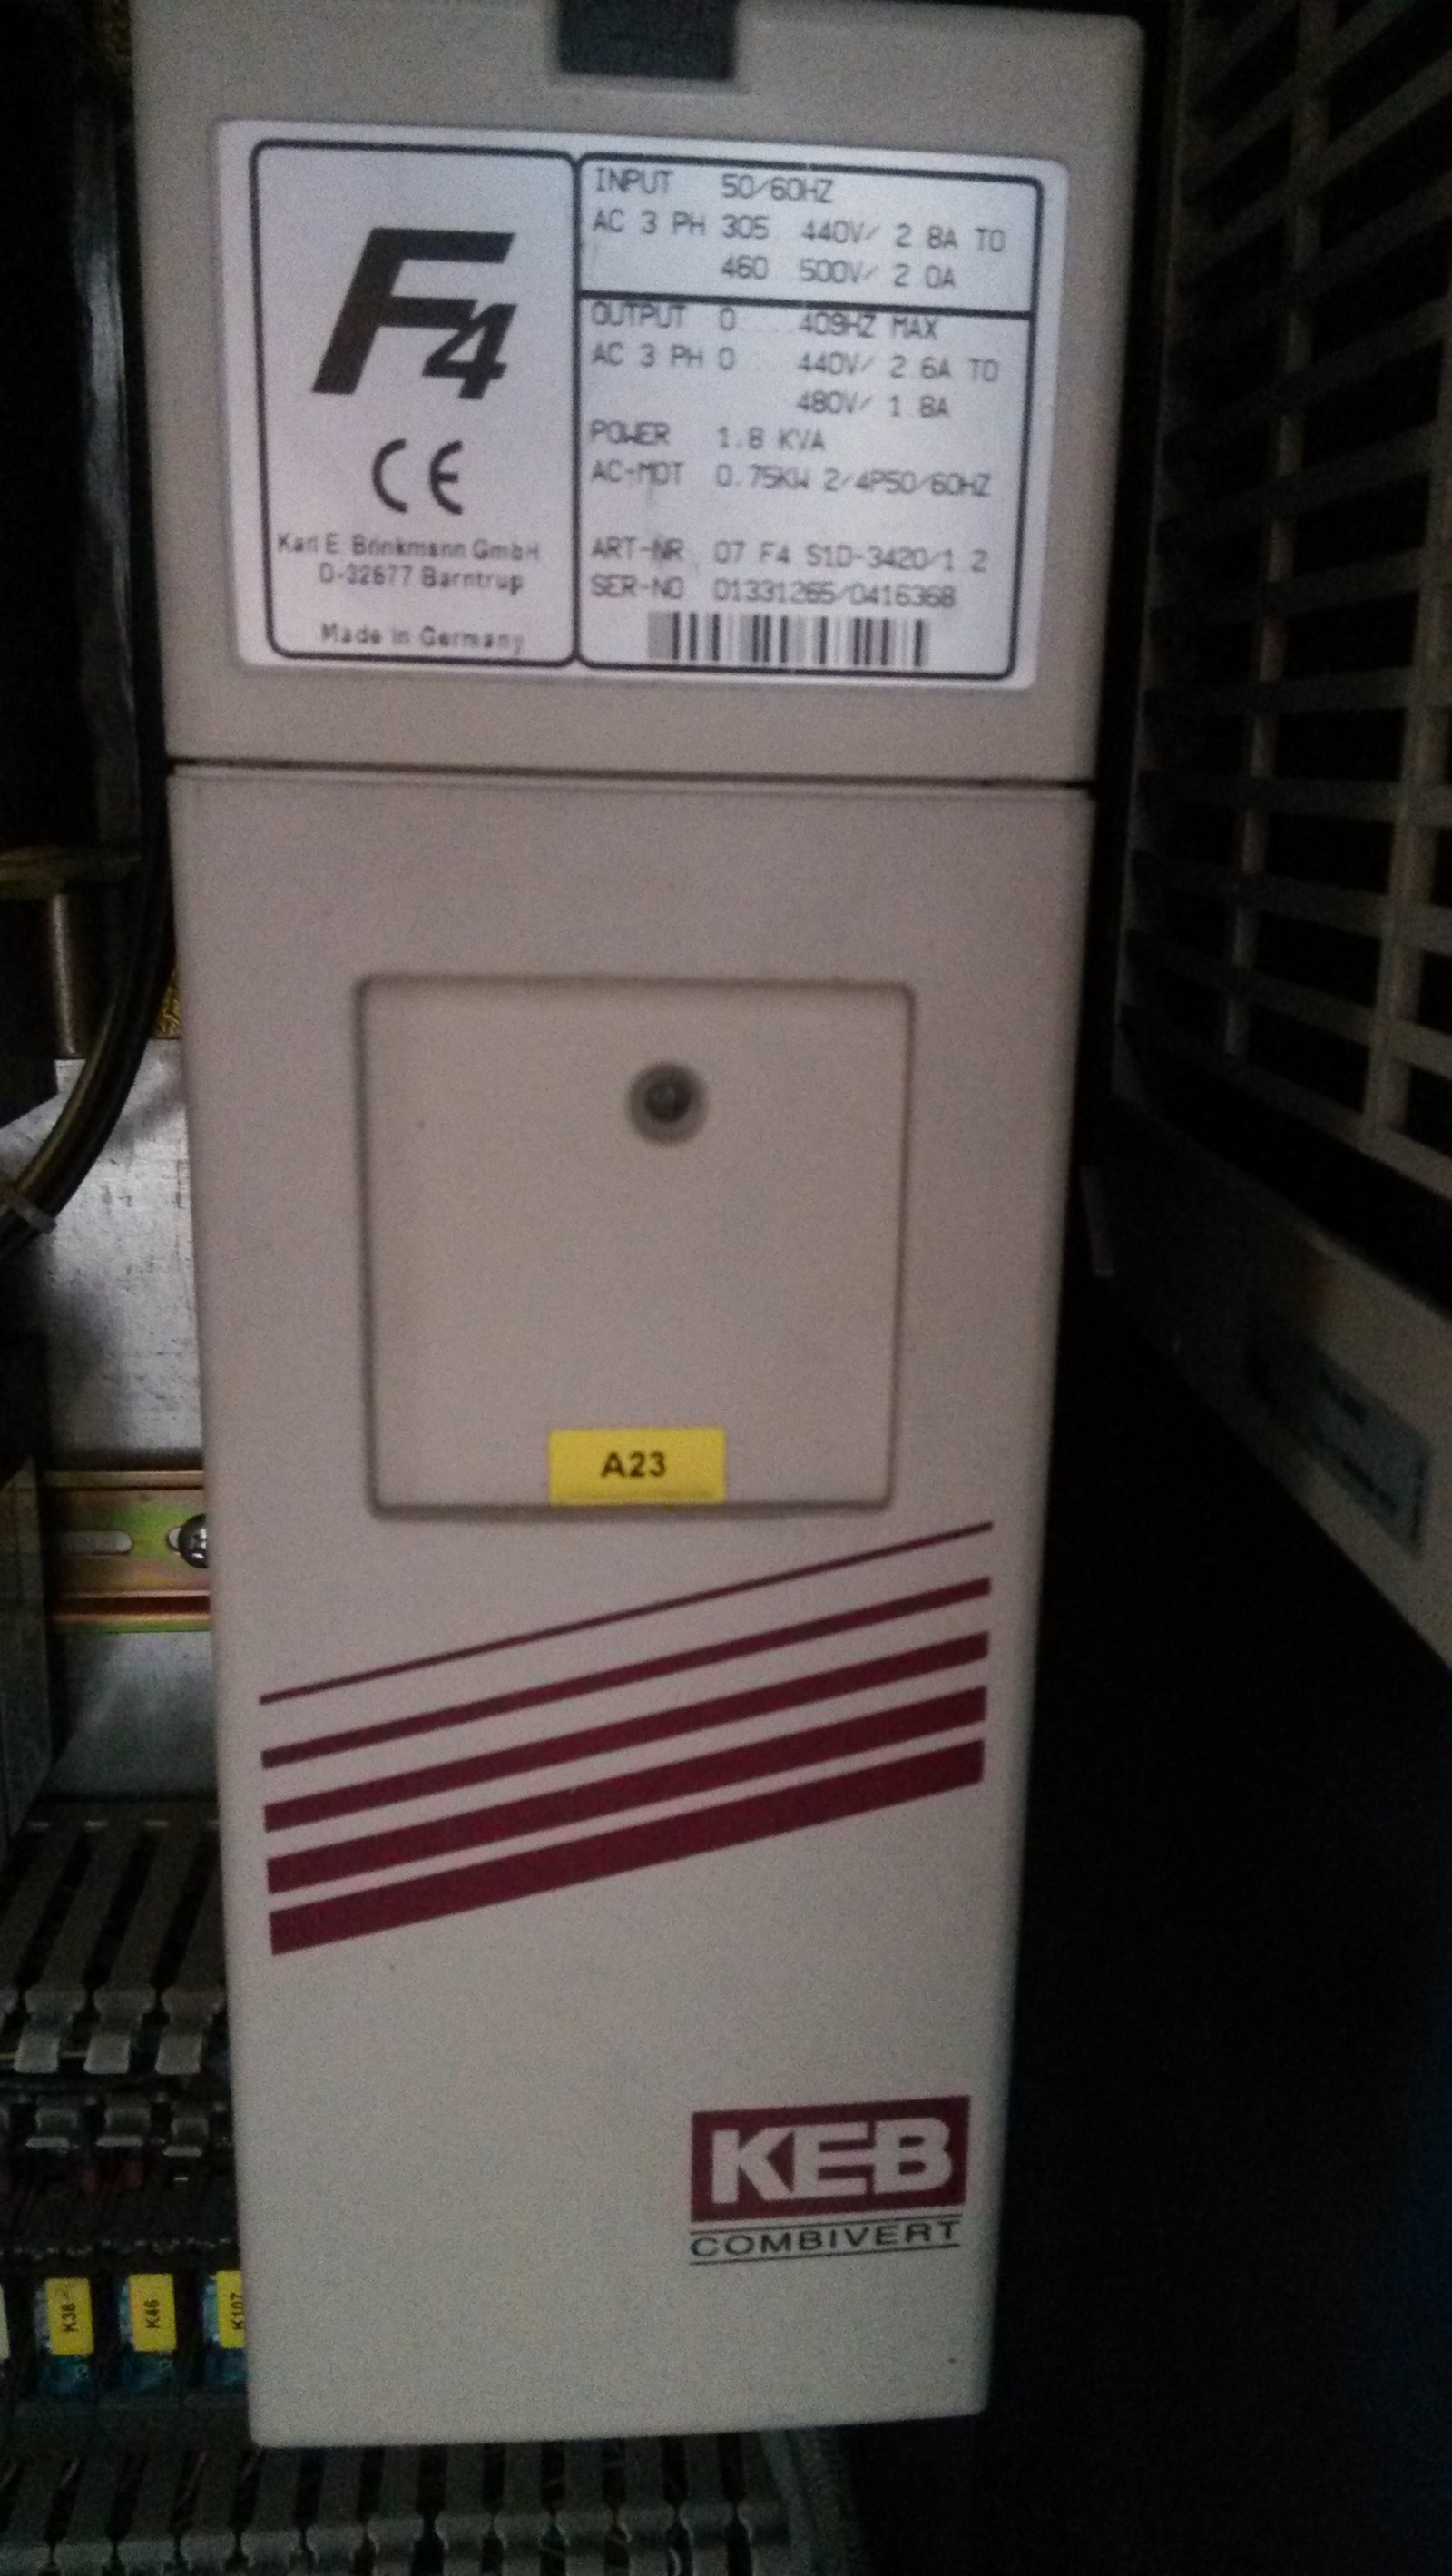 F4
CE
Karl E. Brinkmann GmbH
D-32677 Barntrup
Made in Germany
INPUT 50/60HZ
AC 3 PH 305...440V/ 2.8A TO
460...500V/ 2.0A
OUTPUT 0....409HZ MAX
AC 3 PH 0....440V/ 2.6A TO
480V/ 1.8A
POWER 1.8 KVA
AC-MOT 0.75KW 2/4P50/60HZ
ART-NR 07.F4.S1D-3420/1.2
SER-NO 01331265/0416368
A23
KEB
COMBIVERT
K38
K46
K107